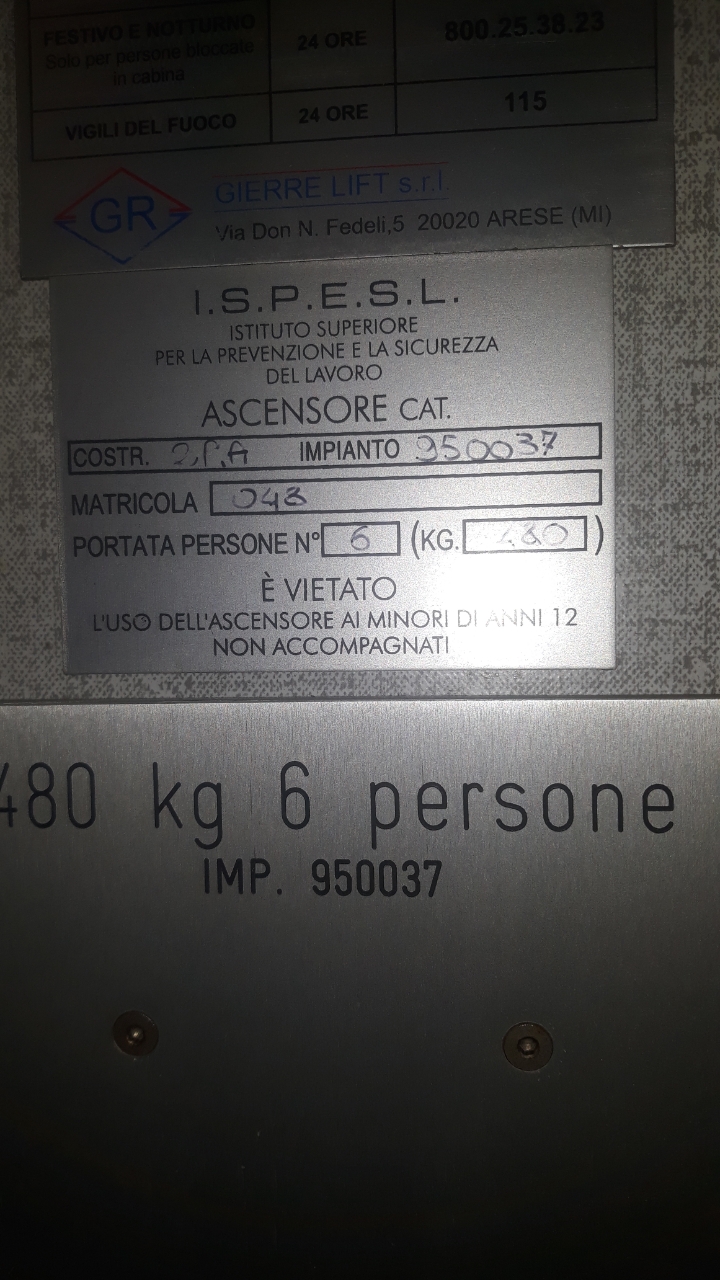 FESTIVO E NOTTURNO
Solo per persone bloccate
in cabina
24 ORE
800.25.38.23
VIGILI DEL FUOCO
24 ORE
115
GR
GIERRE LIFT s.r.l.
Via Don N. Fedeli,5 20020 ARESE (MI)
I.S.P.E.S.L.
ISTITUTO SUPERIORE
PER LA PREVENZIONE E LA SICUREZZA
DEL LAVORO
ASCENSORE CAT.
COSTR. IMPIANTO 950037
MATRICOLA 048
PORTATA PERSONE N° 6 (KG. 480)
È VIETATO
L'USO DELL'ASCENSORE AI MINORI DI ANNI 12
NON ACCOMPAGNATI
480 kg 6 persone
IMP. 950037